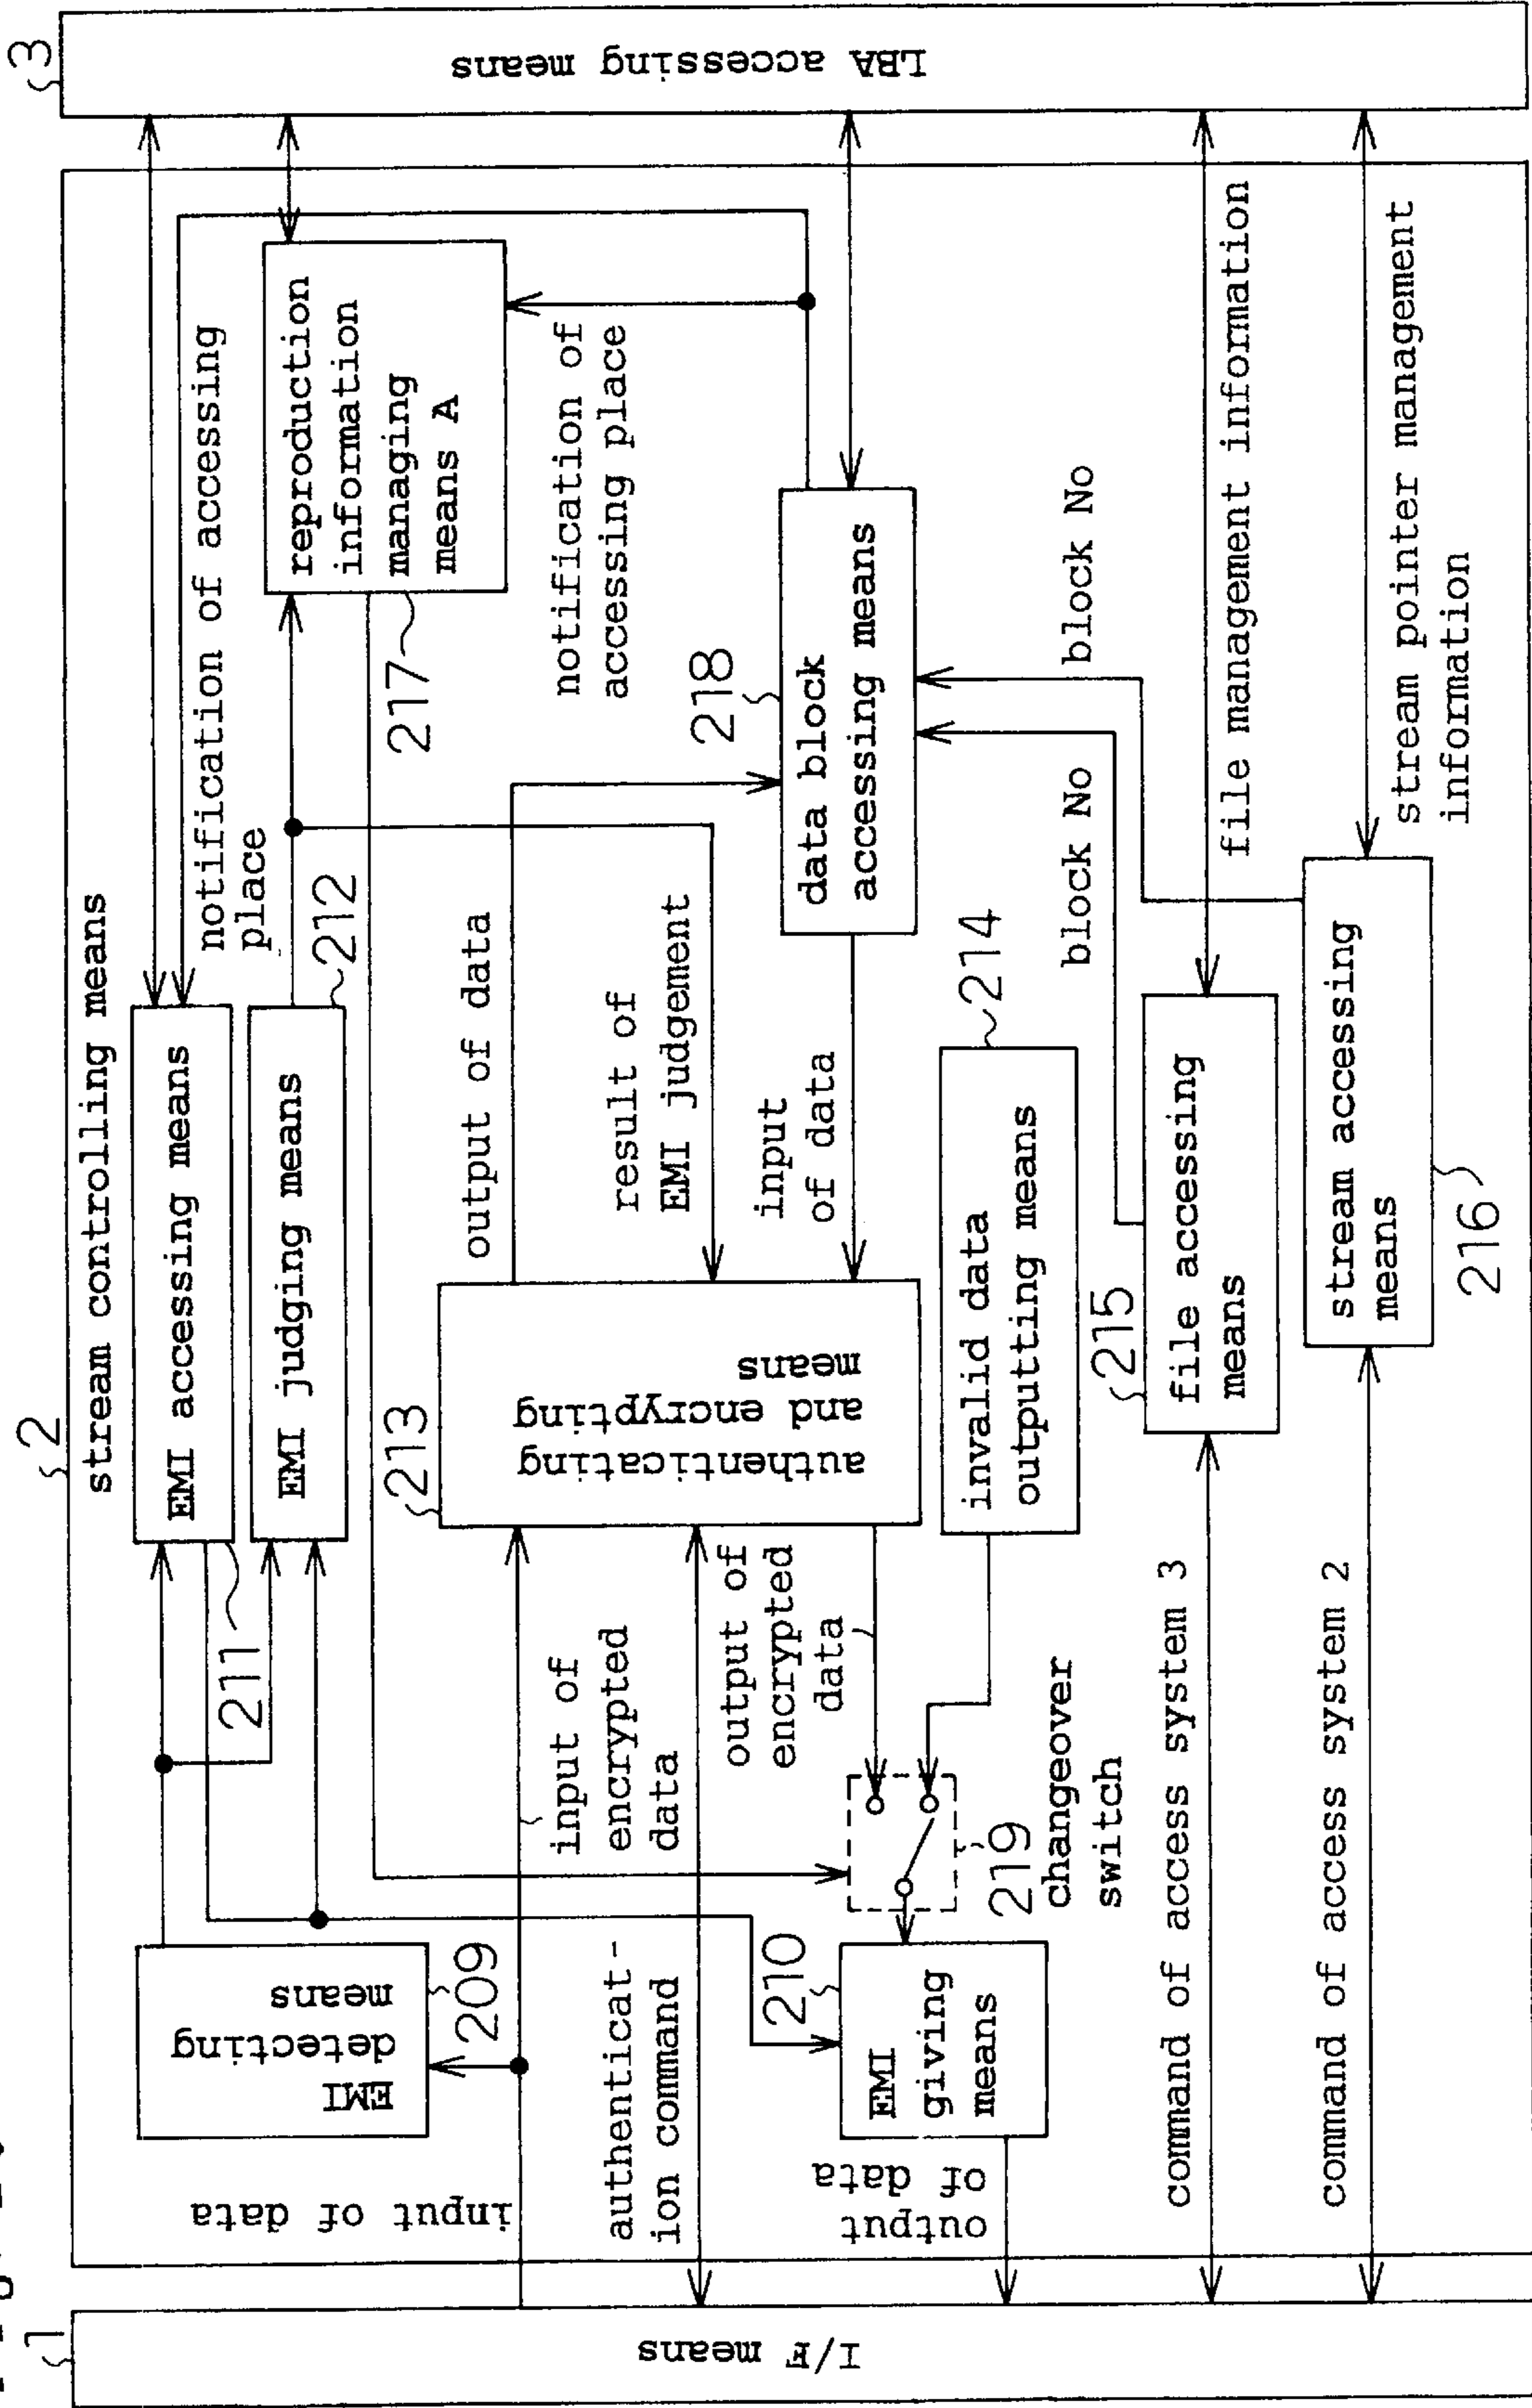 1
I/F means
2
stream controlling means
3
LBA accessing means
input of data
EMI
detecting
means
209
211
EMI accessing means
EMI judging means
212
notification of accessing
place
reproduction
information
managing
means A
217
notification of
accessing place
input of
encrypted
data
authenticat-
ion command
213
authenticating
and encrypting
means
output of data
result of
EMI judgement
input
of data
218
data block
accessing means
output of
encrypted
data
210
EMI
giving
means
output
of data
219
changeover
switch
214
invalid data
outputting means
block No
block No
command of access system 3
215
file accessing
means
file management information
command of access system 2
216
stream accessing
means
stream pointer management
information